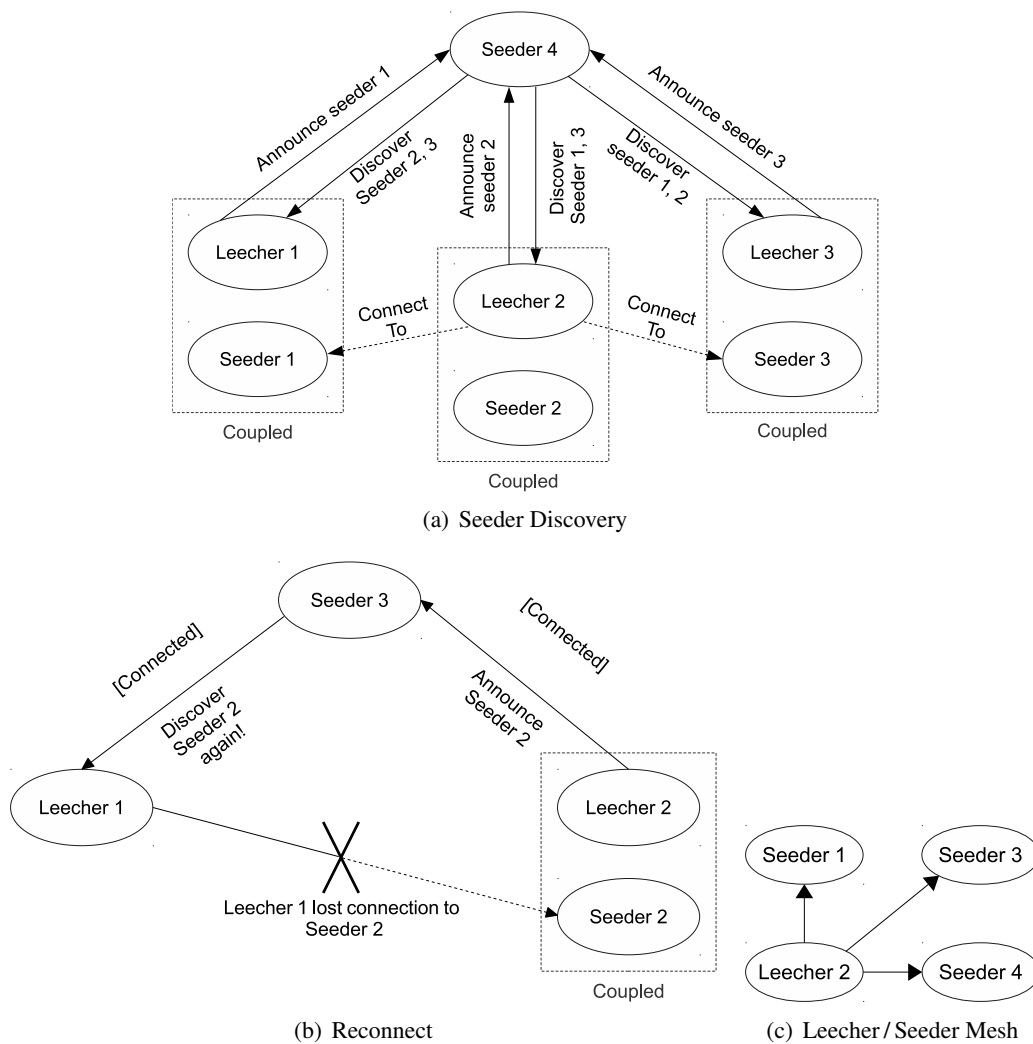 Seeder 4
Announce seeder 1
Discover
Seeder 2, 3
Announce
seeder 2
Discover
Seeder 1, 3
Discover
seeder 1, 2
Announce seeder 3
Leecher 1
Seeder 1
Coupled
Connect
To
Leecher 2
Seeder 2
Coupled
Connect
To
Leecher 3
Seeder 3
Coupled
(a) Seeder Discovery
Seeder 3
[Connected]
Discover
Seeder 2
again!
[Connected]
Announce
Seeder 2
Leecher 1
Leecher 1 lost connection to
Seeder 2
Leecher 2
Seeder 2
Coupled
(b) Reconnect
Seeder 1
Seeder 3
Leecher 2
Seeder 4
(c) Leecher / Seeder Mesh